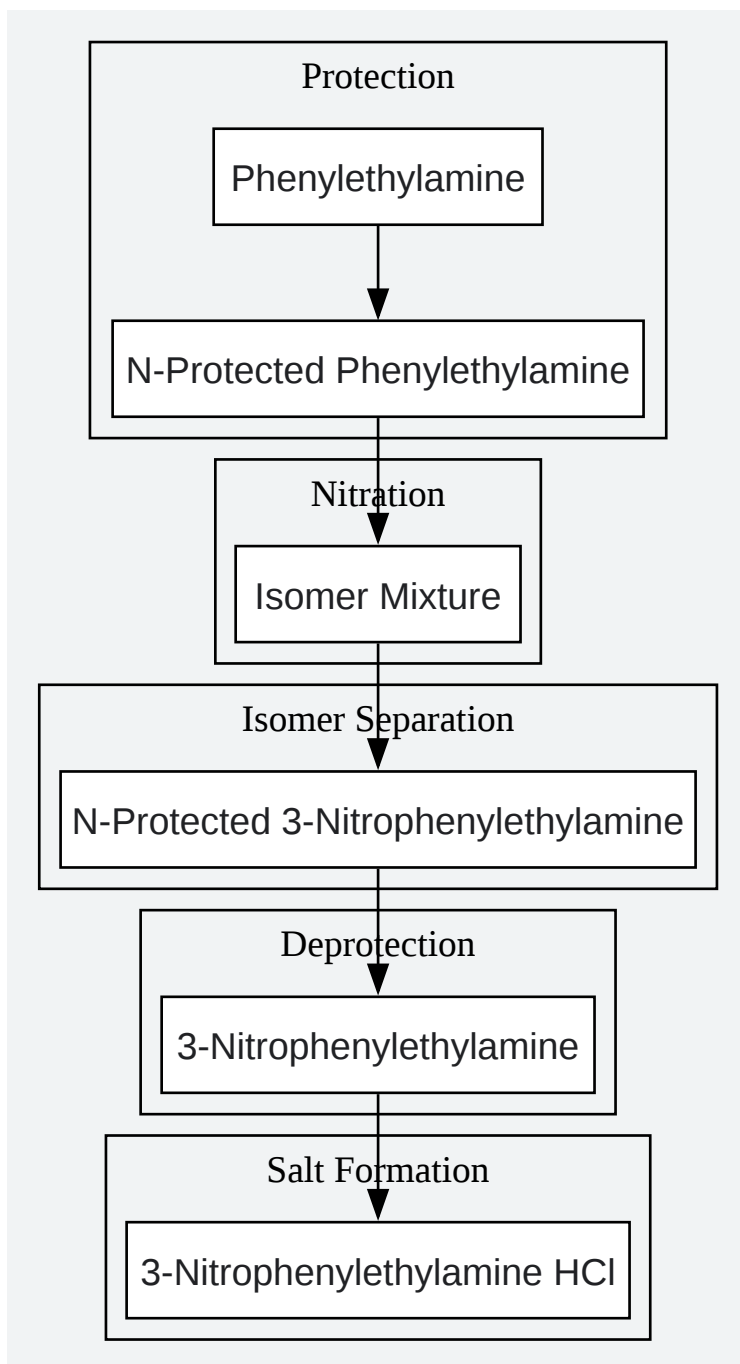 Protection
Phenylethylamine
N-Protected Phenylethylamine
Nitration
Isomer Mixture
Isomer Separation
N-Protected 3-Nitrophenylethylamine
Deprotection
3-Nitrophenylethylamine
Salt Formation
3-Nitrophenylethylamine HCl